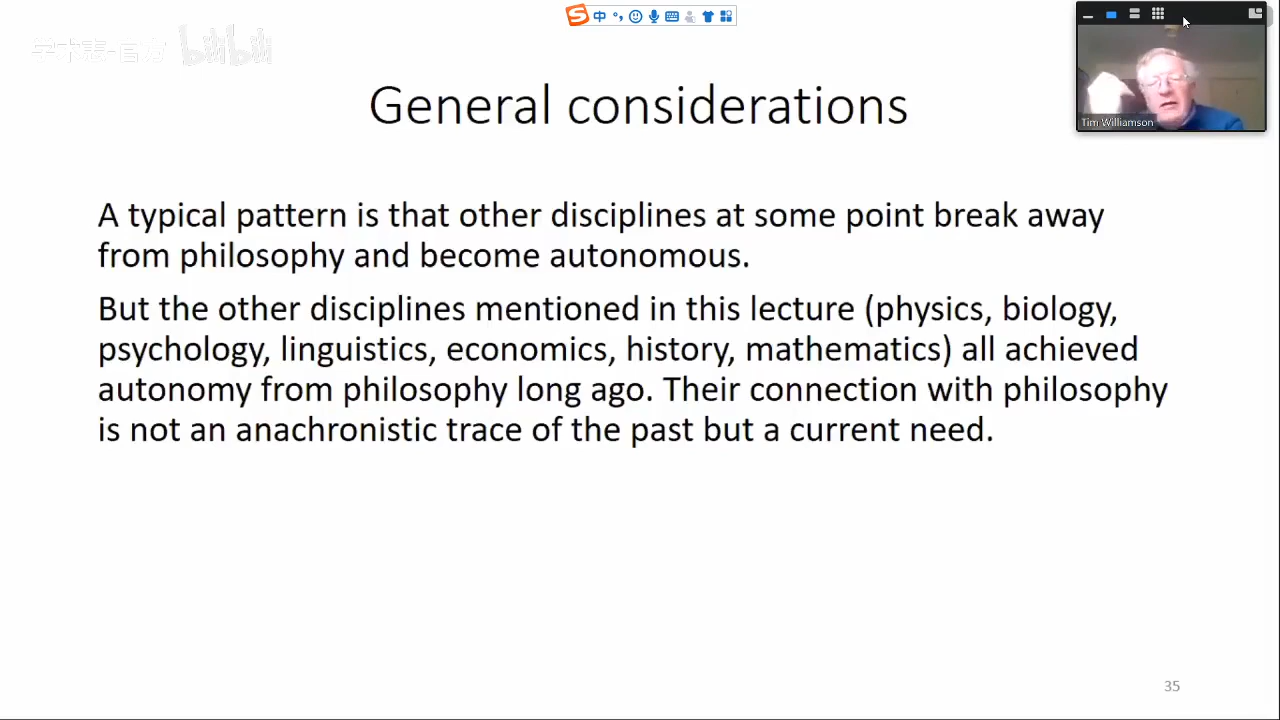 中
General considerations
Tim Williamson
A typical pattern is that other disciplines at some point break away
from philosophy and become autonomous.
But the other disciplines mentioned in this lecture (physics, biology,
psychology, linguistics, economics, history, mathematics) all achieved
autonomy from philosophy long ago. Their connection with philosophy
is not an anachronistic trace of the past but a current need.
35